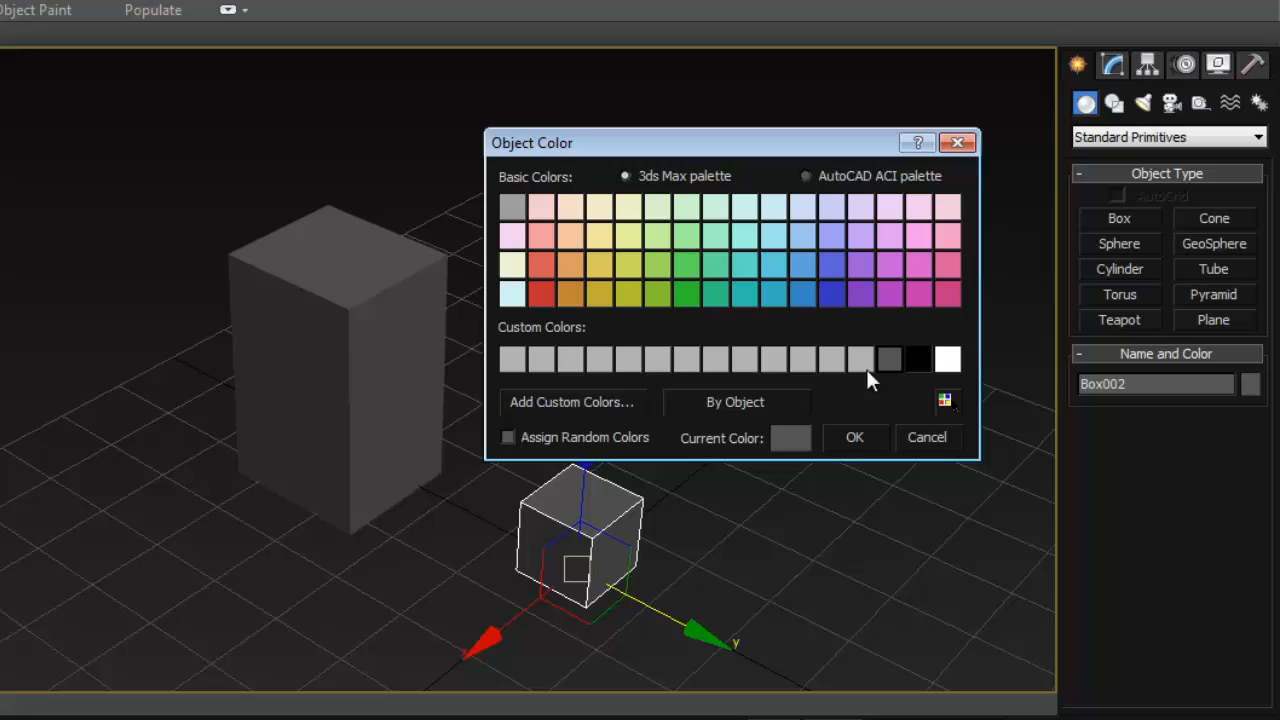 Object Paint
Populate
Object Color
?
Basic Colors:
3ds Max palette
AutoCAD ACI palette
Custom Colors:
Add Custom Colors...
By Object
Assign Random Colors
Current Color:
OK
Cancel
y
Standard Primitives
- Object Type
AutoGrid
Box
Cone
Sphere
GeoSphere
Cylinder
Tube
Torus
Pyramid
Teapot
Plane
- Name and Color
Box002